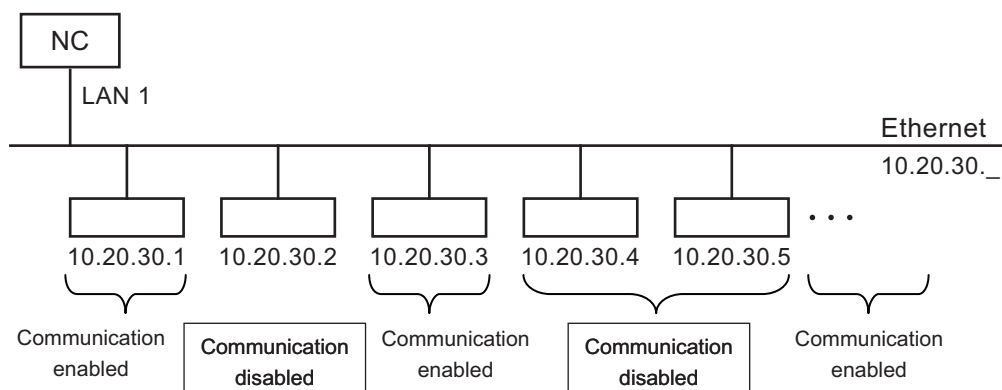 NC
LAN 1
Ethernet
10.20.30._
10.20.30.1 10.20.30.2 10.20.30.3 10.20.30.4 10.20.30.5
Communication
enabled
Communication
disabled
Communication
enabled
Communication
disabled
Communication
enabled